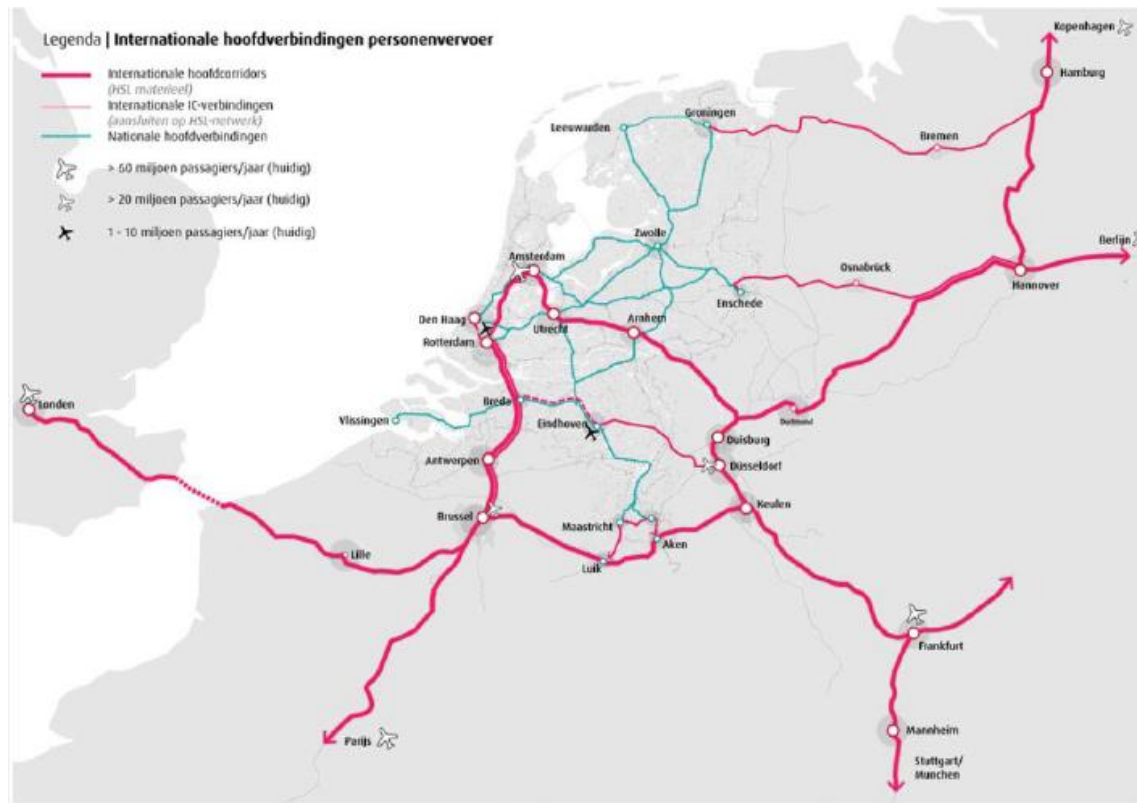 Legenda | Internationale hoofdverbindingen personenvervoer
Internationale hoofdcorridors
(HSL materieel)
Internationale IC-verbindingen
(aansluiten op HSL-netwerk)
Nationale hoofdverbindingen
> 60 miljoen passagiers/jaar (huidig)
> 20 miljoen passagiers/jaar (huidig)
1 - 10 miljoen passagiers/jaar (huidig)
Kopenhagen
Hamburg
Groningen
Leeuwarden
Bremen
Zwolle
Berlijn
Amsterdam
Osnabrück
Hannover
Enschede
Den Haag
Utrecht
Arnhem
Rotterdam
Londen
Breda
Vlissingen
Eindhoven
Dortmund
Duisburg
Antwerpen
Düsseldorf
Keulen
Brussel
Maastricht
Aken
Lille
Luik
Frankfurt
Parijs
Mannheim
Stuttgart/
Munchen